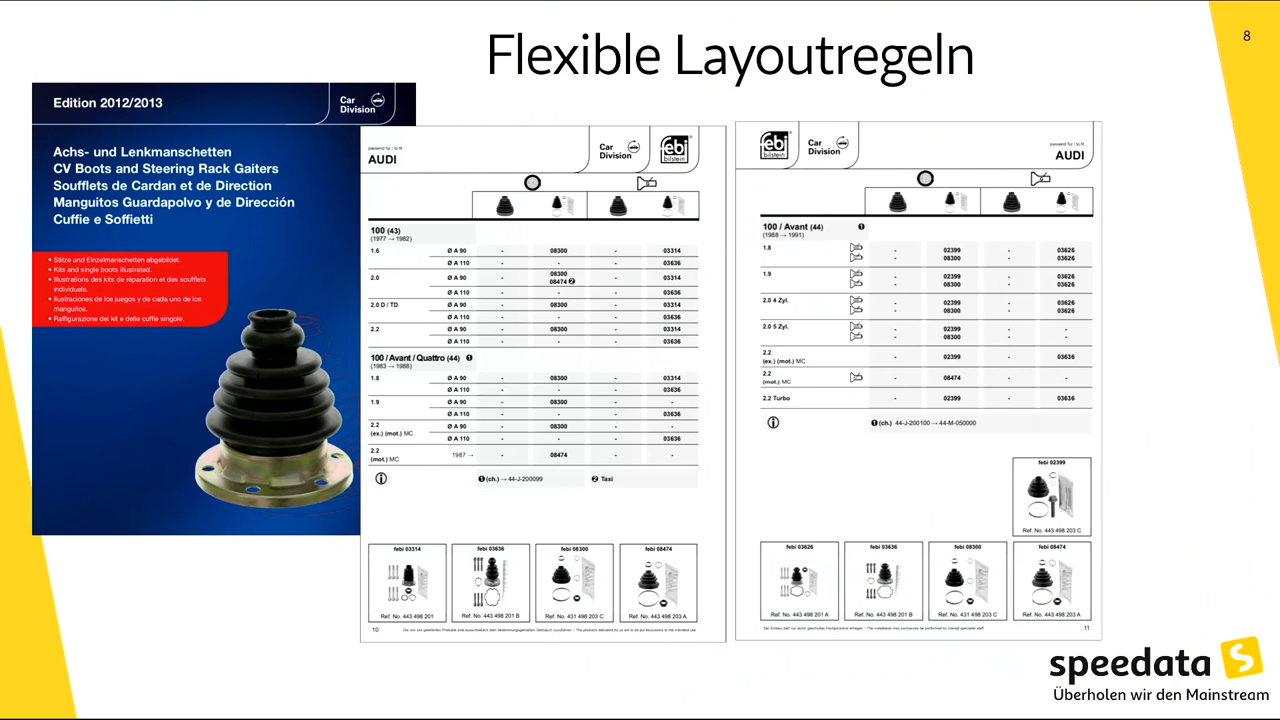 Flexible Layoutregeln
8
Edition 2012/2013
Car
Division
Achs- und Lenkmanschetten
CV Boots and Steering Rack Gaiters
Soufflets de Cardan et de Direction
Manguitos Guardapolvo y de Dirección
Cuffie e Soffietti
• Sätze und Einzelmanschetten abgebildet.
• Kits and single boots illustrated.
• Illustrations des kits de réparation et des soufflets
individuels.
• Ilustraciones de los juegos y de cada uno de los
manguitos.
• Raffigurazione dei kit e delle cuffie singole.
passend für / to fit
AUDI
Car
Division
febi
bilstein
100 (43)
(1977 → 1982)
1.6 Ø A 90 - 08300 - 03314
Ø A 110 - - - 03636
2.0 Ø A 90 - 08300 08474 ❷ - 03314
Ø A 110 - - - 03636
2.0 D / TD Ø A 90 - 08300 - 03314
Ø A 110 - - - 03636
2.2 Ø A 90 - 08300 - 03314
Ø A 110 - - - 03636
100 / Avant / Quattro (44) ❶
(1983 → 1988)
1.8 Ø A 90 - 08300 - 03314
Ø A 110 - - - 03636
1.9 Ø A 90 - 08300 - -
Ø A 110 - - - 03636
2.2 (ex.) (mot.) MC Ø A 90 - 08300 - -
Ø A 110 - - - 03636
2.2 (mot.) MC 1987 → - 08474 - -
❶ (ch.) → 44-J-200099 ❷ Taxi
febi 03314 febi 03636 febi 08300 febi 08474
Ref. No. 443 498 201 Ref. No. 443 498 201 B Ref. No. 431 498 203 C Ref. No. 443 498 203 A
10
febi
bilstein
Car
Division
passend für / to fit
AUDI
100 / Avant (44) ❶
(1988 → 1991)
1.8 - 02399 - 03626
- 08300 - 03626
1.9 - 02399 - 03626
- 08300 - 03626
2.0 4 Zyl. - 02399 - 03626
- 08300 - 03626
2.0 5 Zyl. - 02399 - -
- 08300 - -
2.2
(ex.) (mot.) MC - 02399 - 03636
2.2
(mot.) MC - 08474 - -
2.2 Turbo - 02399 - 03636
❶ (ch.) 44-J-200100 → 44-M-050000
febi 02399
Ref. No. 443 498 203 C
febi 03626 febi 03636 febi 08300 febi 08474
Ref. No. 443 498 201 A Ref. No. 443 498 201 B Ref. No. 431 498 203 C Ref. No. 443 498 203 A
11
speedata S
Überholen wir den Mainstream